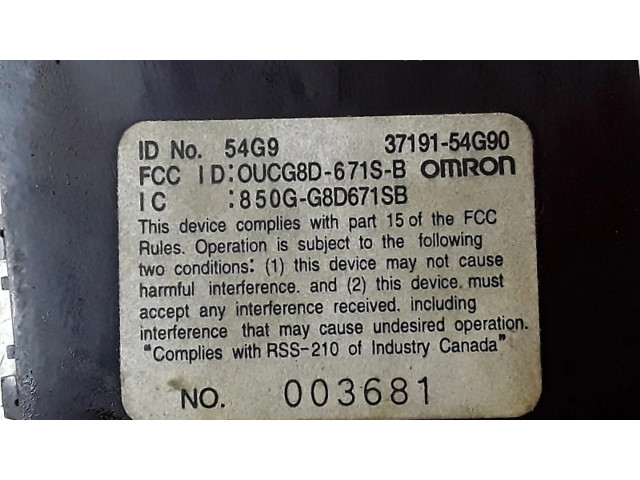 ID No. 54G9 37191-54G90
FCC ID:OUCG8D-671S-B OMRON
IC :850G-G8D671SB
This device complies with part 15 of the FCC
Rules. Operation is subject to the following
two conditions: (1) this device may not cause
harmful interference. and (2) this device. must
accept any interference received. including
interference that may cause undesired operation.
"Complies with RSS-210 of Industry Canada"
NO. 003681